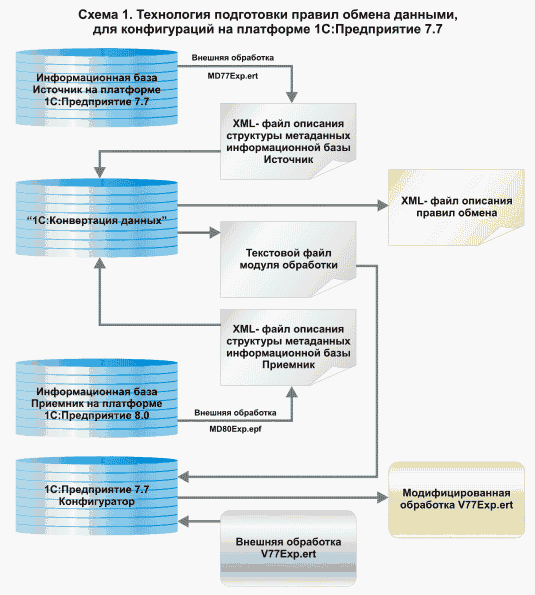 Схема 1. Технология подготовки правил обмена данными,
для конфигураций на платформе 1С:Предприятие 7.7
Информационная база
Источник на платформе
1С:Предприятие 7.7
Внешняя обработка
MD77Exp.ert
XML- файл описания
структуры метаданных
информационной базы
Источник
“1С:Конвертация данных”
XML- файл описания
правил обмена
Текстовой файл
модуля обработки
XML- файл описания
структуры метаданных
информационной базы
Приемник
Информационная база
Приемник на платформе
1С:Предприятие 8.0
Внешняя обработка
MD80Exp.epf
1С:Предприятие 7.7
Конфигуратор
Модифицированная
обработка V77Exp.ert
Внешняя обработка
V77Exp.ert